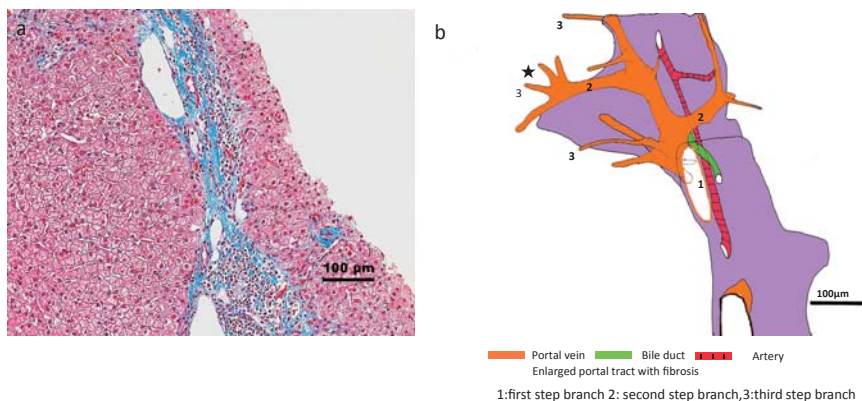 a
100 μm
b
3
★
3
2
2
3
1
100μm
Portal vein Bile duct Artery
Enlarged portal tract with fibrosis
1:first step branch 2: second step branch,3:third step branch